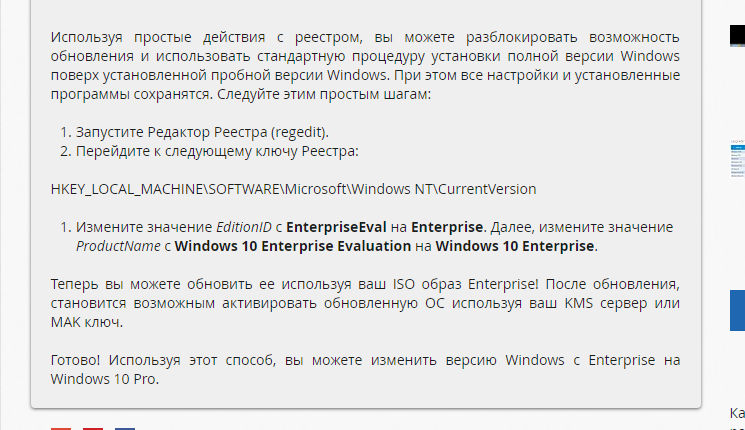 Используя простые действия с реестром, вы можете разблокировать возможность
обновления и использовать стандартную процедуру установки полной версии Windows
поверх установленной пробной версии Windows. При этом все настройки и установленные
программы сохранятся. Следуйте этим простым шагам:
1. Запустите Редактор Реестра (regedit).
2. Перейдите к следующему ключу Реестра:
HKEY_LOCAL_MACHINE\SOFTWARE\Microsoft\Windows NT\CurrentVersion
1. Измените значение EditionID с EnterpriseEval на Enterprise. Далее, измените значение
ProductName с Windows 10 Enterprise Evaluation на Windows 10 Enterprise.
Теперь вы можете обновить ее используя ваш ISO образ Enterprise! После обновления,
становится возможным активировать обновленную ОС используя ваш KMS сервер или
MAK ключ.
Готово! Используя этот способ, вы можете изменить версию Windows с Enterprise на
Windows 10 Pro.
Ка